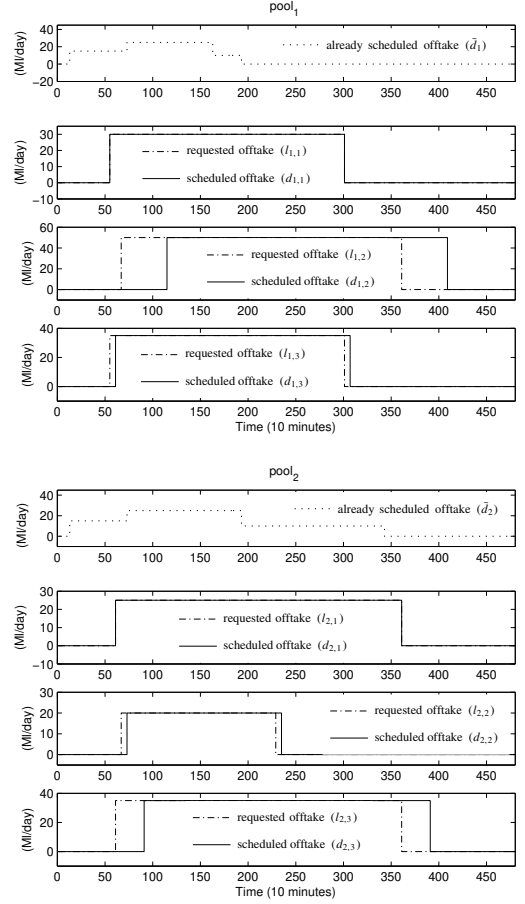 pool₁
(Ml/day)
40
20
0
−20
already scheduled offtake (d̄₁)
0 50 100 150 200 250 300 350 400 450
(Ml/day)
30
20
10
0
−10
requested offtake (l₁,₁)
scheduled offtake (d₁,₁)
0 50 100 150 200 250 300 350 400 450
(Ml/day)
60
40
20
0
requested offtake (l₁,₂)
scheduled offtake (d₁,₂)
0 50 100 150 200 250 300 350 400 450
(Ml/day)
40
20
0
requested offtake (l₁,₃)
scheduled offtake (d₁,₃)
0 50 100 150 200 250 300 350 400 450
Time (10 minutes)
pool₂
(Ml/day)
40
20
0
already scheduled offtake (d̄₂)
0 50 100 150 200 250 300 350 400 450
(Ml/day)
30
20
10
0
−10
requested offtake (l₂,₁)
scheduled offtake (d₂,₁)
0 50 100 150 200 250 300 350 400 450
(Ml/day)
30
20
10
0
requested offtake (l₂,₂)
scheduled offtake (d₂,₂)
0 50 100 150 200 250 300 350 400 450
(Ml/day)
40
20
0
requested offtake (l₂,₃)
scheduled offtake (d₂,₃)
0 50 100 150 200 250 300 350 400 450
Time (10 minutes)